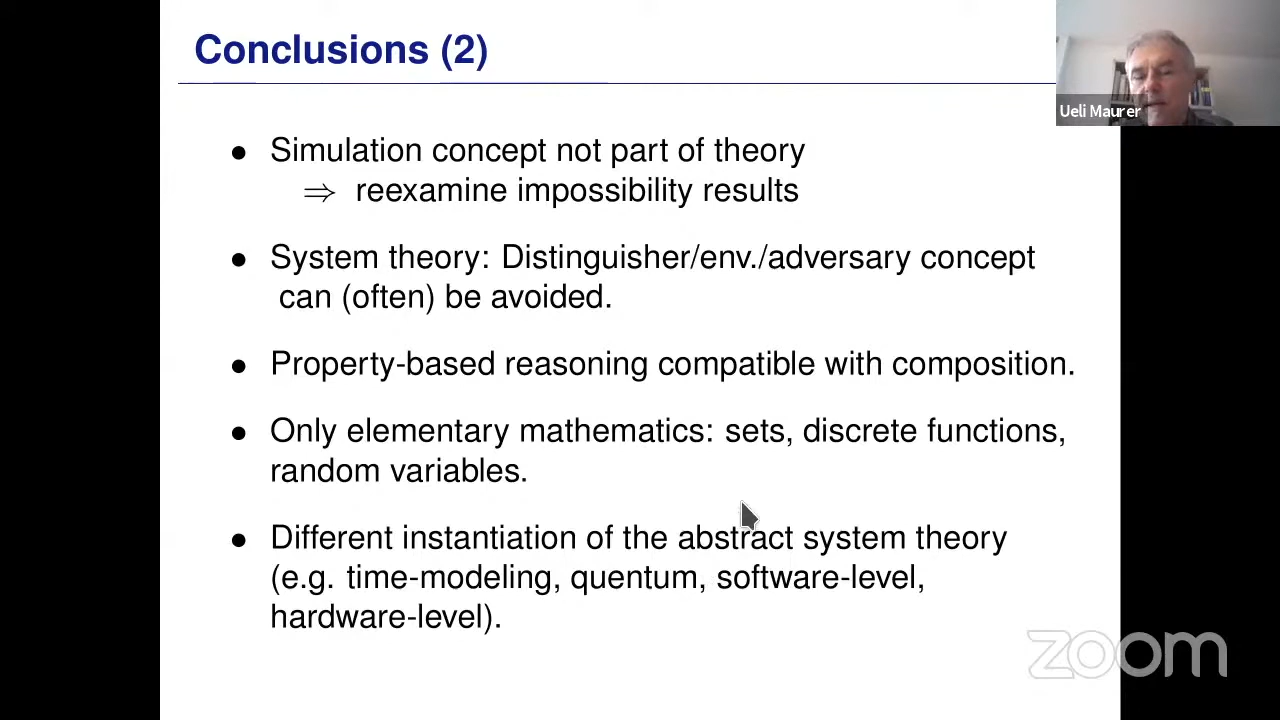 Conclusions (2)
Ueli Maurer
• Simulation concept not part of theory
⇒ reexamine impossibility results
• System theory: Distinguisher/env./adversary concept
can (often) be avoided.
• Property-based reasoning compatible with composition.
• Only elementary mathematics: sets, discrete functions,
random variables.
• Different instantiation of the abstract system theory
(e.g. time-modeling, quentum, software-level,
hardware-level).
zoom